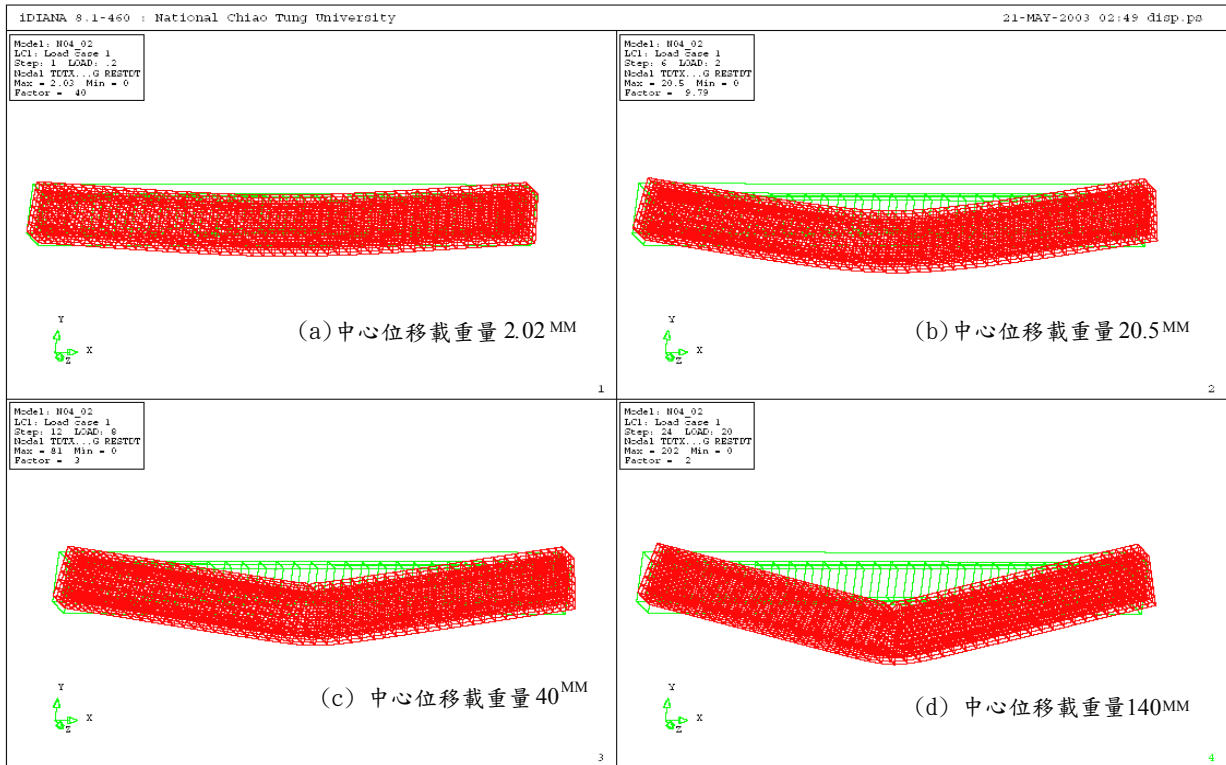 iDIANA 8.1-460 : National Chiao Tung University 21-MAY-2003 02:49 disp.ps
Model: N04_02
LC1: Load case 1
Step: 1 LOAD: .2
Nodal TDTX...G RESTDT
Max = 2.03 Min = 0
Factor = 40
Y
X
Z
(a)中心位移載重量 2.02 MM
1
Model: N04_02
LC1: Load case 1
Step: 6 LOAD: 2
Nodal TDTX...G RESTDT
Max = 20.5 Min = 0
Factor = 9.79
Y
X
Z
(b)中心位移載重量 20.5 MM
2
Model: N04_02
LC1: Load case 1
Step: 12 LOAD: 8
Nodal TDTX...G RESTDT
Max = 81 Min = 0
Factor = 3
Y
X
Z
(c) 中心位移載重量 40 MM
3
Model: N04_02
LC1: Load case 1
Step: 24 LOAD: 20
Nodal TDTX...G RESTDT
Max = 202 Min = 0
Factor = 2
Y
X
Z
(d) 中心位移載重量140MM
4